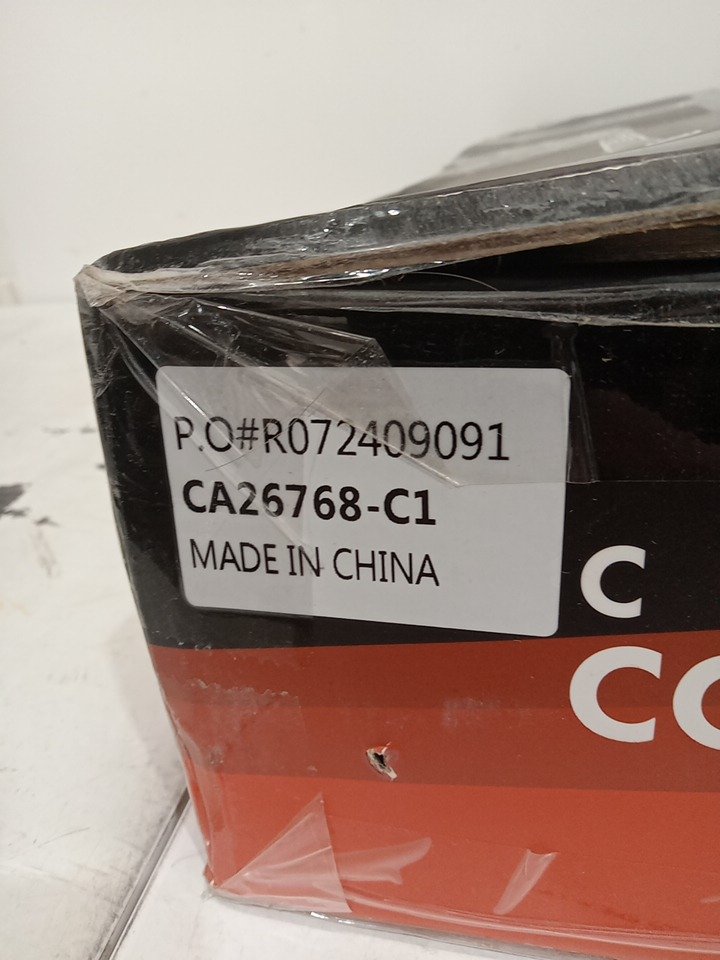 P.O#R072409091
CA26768-C1
MADE IN CHINA
C
CO